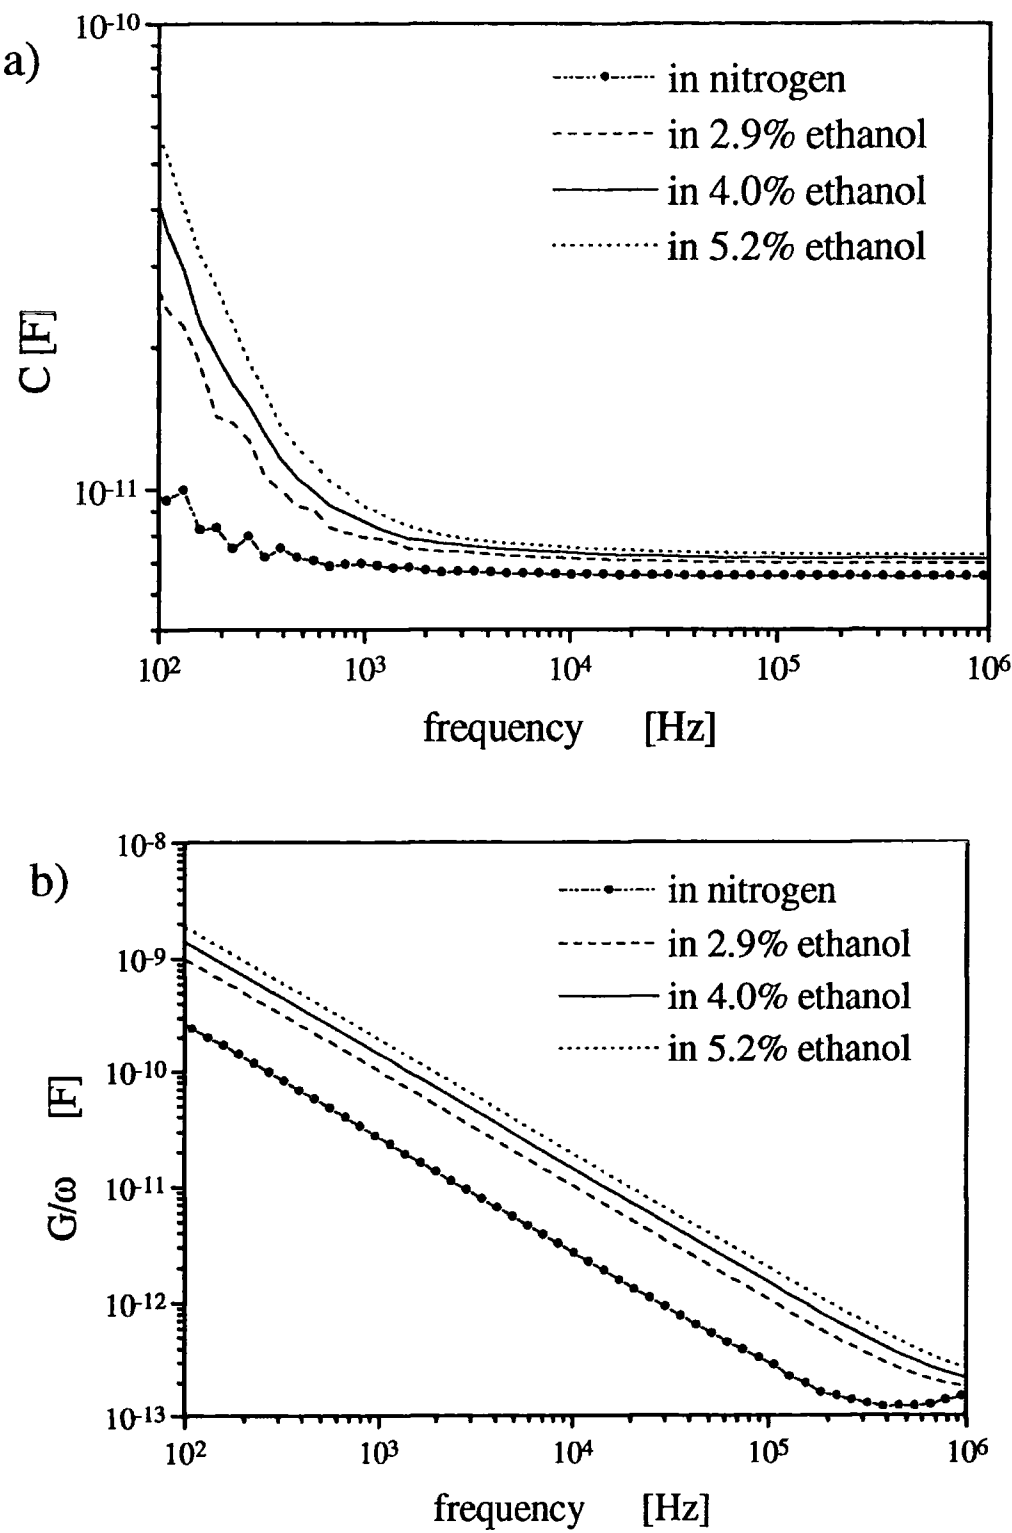 a)
10-10
10-11
C [F]
in nitrogen
in 2.9% ethanol
in 4.0% ethanol
in 5.2% ethanol
10² 10³ 10⁴ 10⁵ 10⁶
frequency [Hz]
b)
10-8
10-9
10-10
10-11
10-12
10-13
G/ω [F]
in nitrogen
in 2.9% ethanol
in 4.0% ethanol
in 5.2% ethanol
10² 10³ 10⁴ 10⁵ 10⁶
frequency [Hz]